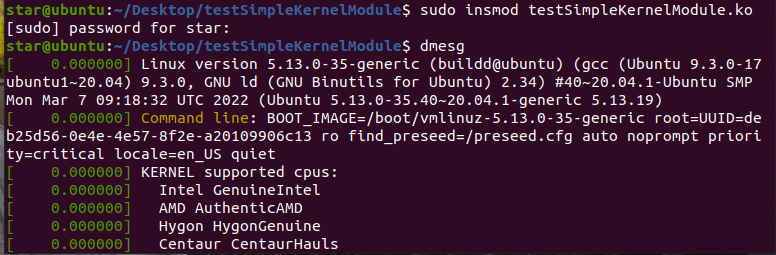 star@ubuntu:~/Desktop/testSimpleKernelModule$ sudo insmod testSimpleKernelModule.ko
[sudo] password for star:
star@ubuntu:~/Desktop/testSimpleKernelModule$ dmesg
[    0.000000] Linux version 5.13.0-35-generic (buildd@ubuntu) (gcc (Ubuntu 9.3.0-17
ubuntu1~20.04) 9.3.0, GNU ld (GNU Binutils for Ubuntu) 2.34) #40~20.04.1-Ubuntu SMP
Mon Mar 7 09:18:32 UTC 2022 (Ubuntu 5.13.0-35.40~20.04.1-generic 5.13.19)
[    0.000000] Command line: BOOT_IMAGE=/boot/vmlinuz-5.13.0-35-generic root=UUID=de
b25d56-0e4e-4e57-8f2e-a20109906c13 ro find_preseed=/preseed.cfg auto noprompt priori
ty=critical locale=en_US quiet
[    0.000000] KERNEL supported cpus:
[    0.000000]   Intel GenuineIntel
[    0.000000]   AMD AuthenticAMD
[    0.000000]   Hygon HygonGenuine
[    0.000000]   Centaur CentaurHauls